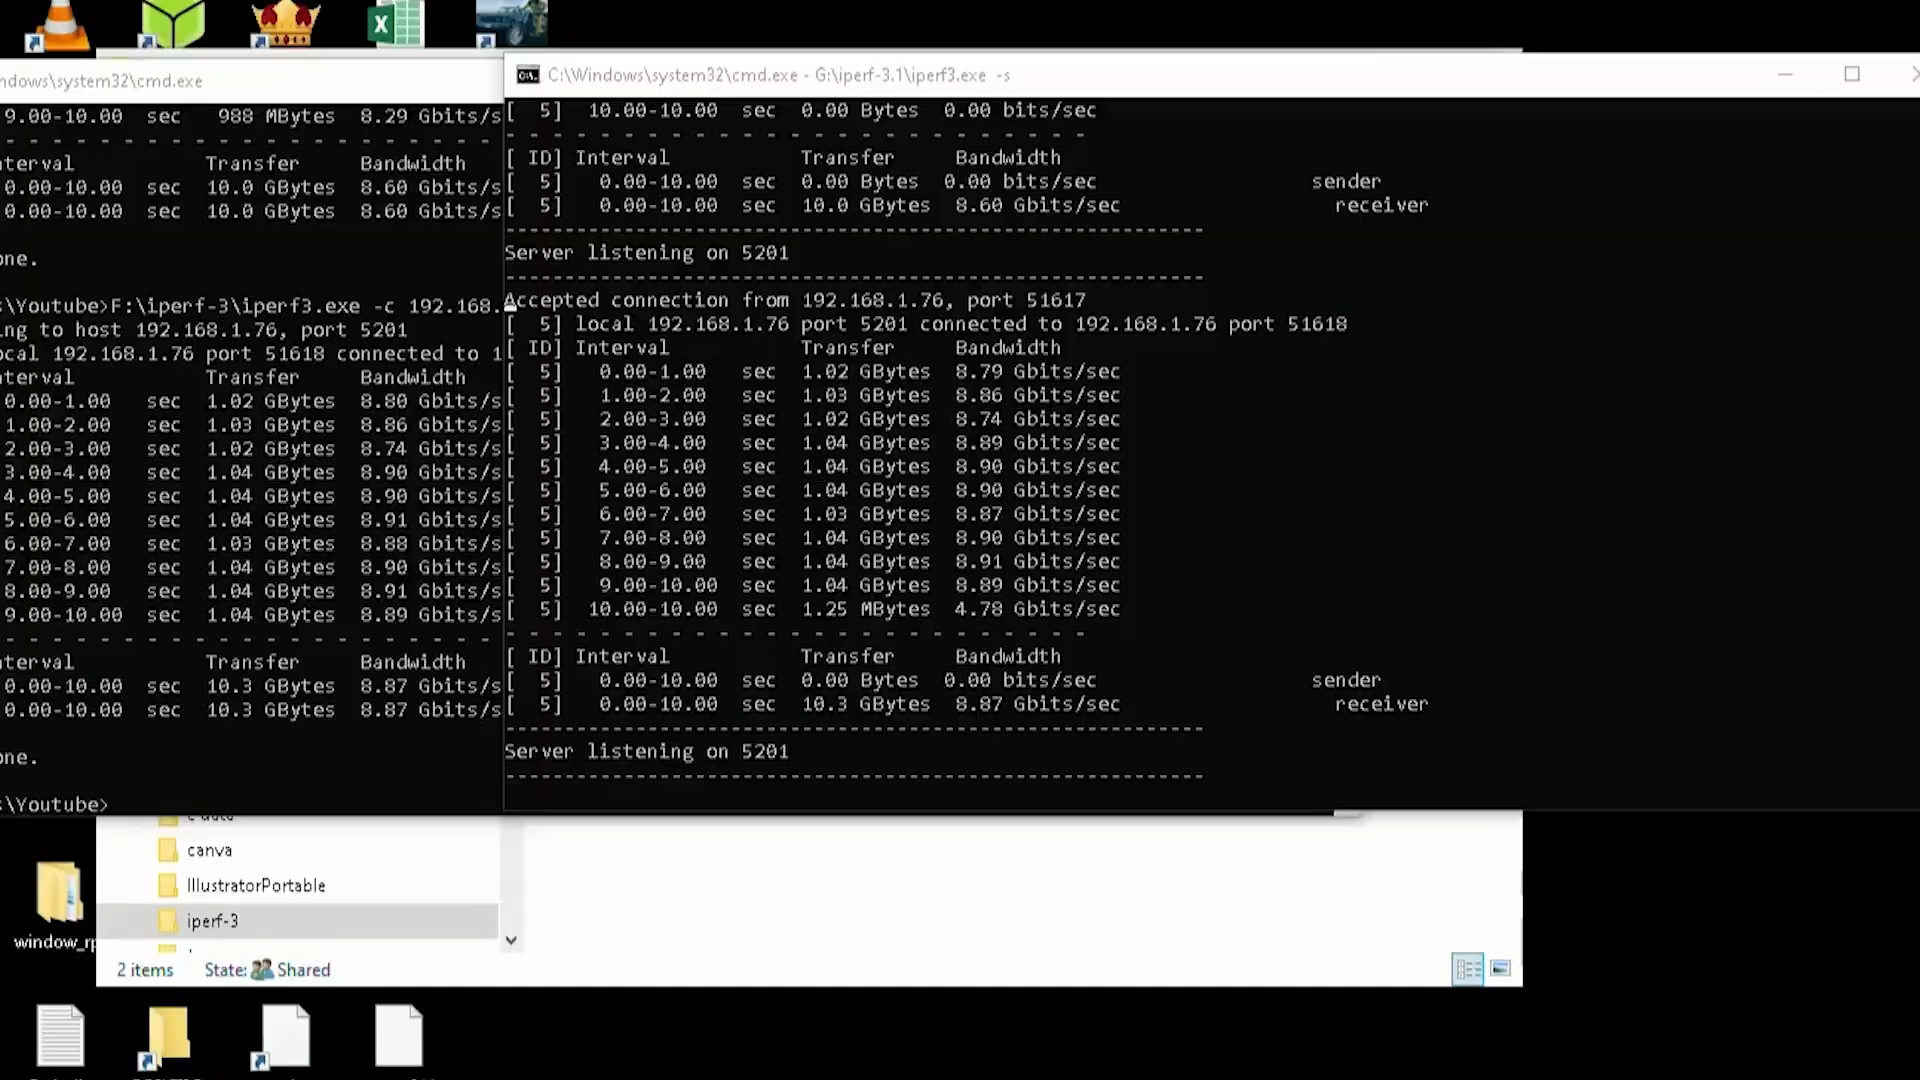 ndows\system32\cmd.exe
9.00-10.00 sec 988 MBytes 8.29 Gbits/s
terval Transfer Bandwidth
0.00-10.00 sec 10.0 GBytes 8.60 Gbits/s
0.00-10.00 sec 10.0 GBytes 8.60 Gbits/s
one.
\Youtube>F:\iperf-3\iperf3.exe -c 192.168.
ing to host 192.168.1.76, port 5201
ocal 192.168.1.76 port 51618 connected to 1
terval Transfer Bandwidth
0.00-1.00 sec 1.02 GBytes 8.80 Gbits/s
1.00-2.00 sec 1.03 GBytes 8.86 Gbits/s
2.00-3.00 sec 1.02 GBytes 8.74 Gbits/s
3.00-4.00 sec 1.04 GBytes 8.90 Gbits/s
4.00-5.00 sec 1.04 GBytes 8.90 Gbits/s
5.00-6.00 sec 1.04 GBytes 8.91 Gbits/s
6.00-7.00 sec 1.03 GBytes 8.88 Gbits/s
7.00-8.00 sec 1.04 GBytes 8.90 Gbits/s
8.00-9.00 sec 1.04 GBytes 8.91 Gbits/s
9.00-10.00 sec 1.04 GBytes 8.89 Gbits/s
terval Transfer Bandwidth
0.00-10.00 sec 10.3 GBytes 8.87 Gbits/s
0.00-10.00 sec 10.3 GBytes 8.87 Gbits/s
one.
\Youtube>
C:\Windows\system32\cmd.exe - G:\iperf-3.1\iperf3.exe -s
[ 5] 10.00-10.00 sec 0.00 Bytes 0.00 bits/sec
- - - - - - - - - - - - - - - - - - - - - - - - -
[ ID] Interval Transfer Bandwidth
[ 5] 0.00-10.00 sec 0.00 Bytes 0.00 bits/sec sender
[ 5] 0.00-10.00 sec 10.0 GBytes 8.60 Gbits/sec receiver
-----------------------------------------------------------
Server listening on 5201
-----------------------------------------------------------
Accepted connection from 192.168.1.76, port 51617
[ 5] local 192.168.1.76 port 5201 connected to 192.168.1.76 port 51618
[ ID] Interval Transfer Bandwidth
[ 5] 0.00-1.00 sec 1.02 GBytes 8.79 Gbits/sec
[ 5] 1.00-2.00 sec 1.03 GBytes 8.86 Gbits/sec
[ 5] 2.00-3.00 sec 1.02 GBytes 8.74 Gbits/sec
[ 5] 3.00-4.00 sec 1.04 GBytes 8.89 Gbits/sec
[ 5] 4.00-5.00 sec 1.04 GBytes 8.90 Gbits/sec
[ 5] 5.00-6.00 sec 1.04 GBytes 8.90 Gbits/sec
[ 5] 6.00-7.00 sec 1.03 GBytes 8.87 Gbits/sec
[ 5] 7.00-8.00 sec 1.04 GBytes 8.90 Gbits/sec
[ 5] 8.00-9.00 sec 1.04 GBytes 8.91 Gbits/sec
[ 5] 9.00-10.00 sec 1.04 GBytes 8.89 Gbits/sec
[ 5] 10.00-10.00 sec 1.25 MBytes 4.78 Gbits/sec
- - - - - - - - - - - - - - - - - - - - - - - - -
[ ID] Interval Transfer Bandwidth
[ 5] 0.00-10.00 sec 0.00 Bytes 0.00 bits/sec sender
[ 5] 0.00-10.00 sec 10.3 GBytes 8.87 Gbits/sec receiver
-----------------------------------------------------------
Server listening on 5201
-----------------------------------------------------------
canva
IllustratorPortable
iperf-3
window_rp
2 items State: Shared